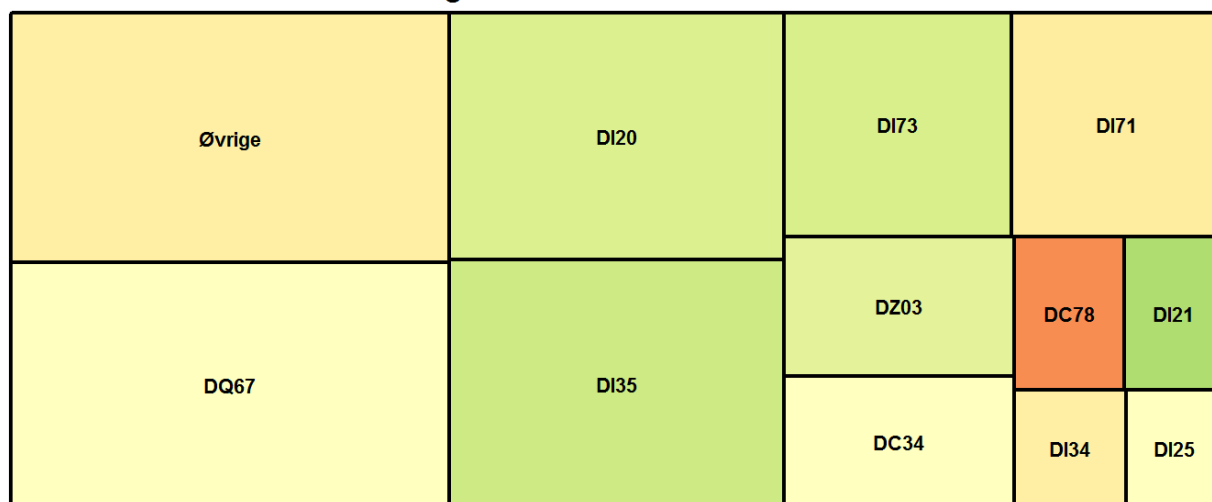 Øvrige
DI20
DI73
DI71
DZ03
DC78
DI21
DQ67
DI35
DC34
DI34
DI25